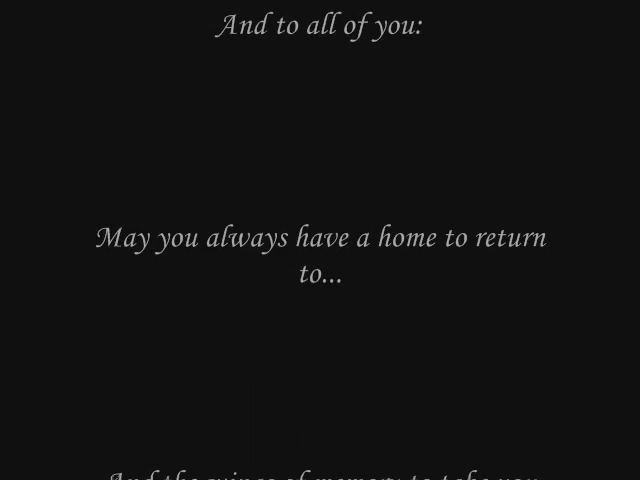 And to all of you:
May you always have a home to return
to...
And the wings of memory to take you